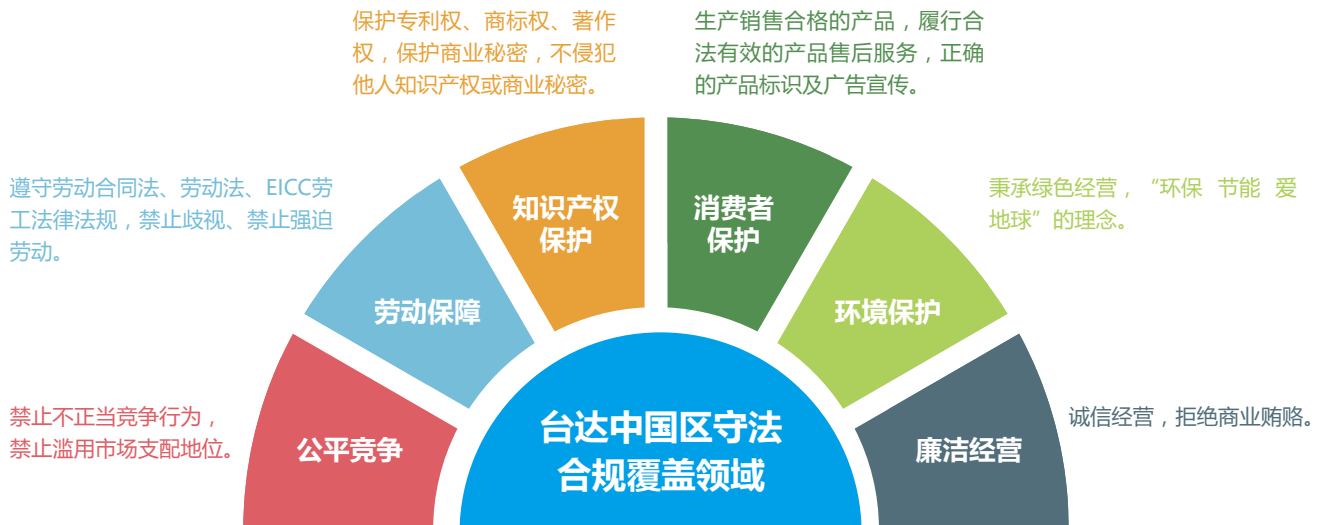 保护专利权、商标权、著作
权，保护商业秘密，不侵犯
他人知识产权或商业秘密。
生产销售合格的产品，履行合
法有效的产品售后服务，正确
的产品标识及广告宣传。
遵守劳动合同法、劳动法、EICC劳
工法律法规，禁止歧视、禁止强迫
劳动。
秉承绿色经营，“环保 节能 爱
地球”的理念。
知识产权
保护
消费者
保护
劳动保障
环境保护
禁止不正当竞争行为，
禁止滥用市场支配地位。
公平竞争
台达中国区守法
合规覆盖领域
廉洁经营
诚信经营，拒绝商业贿赂。